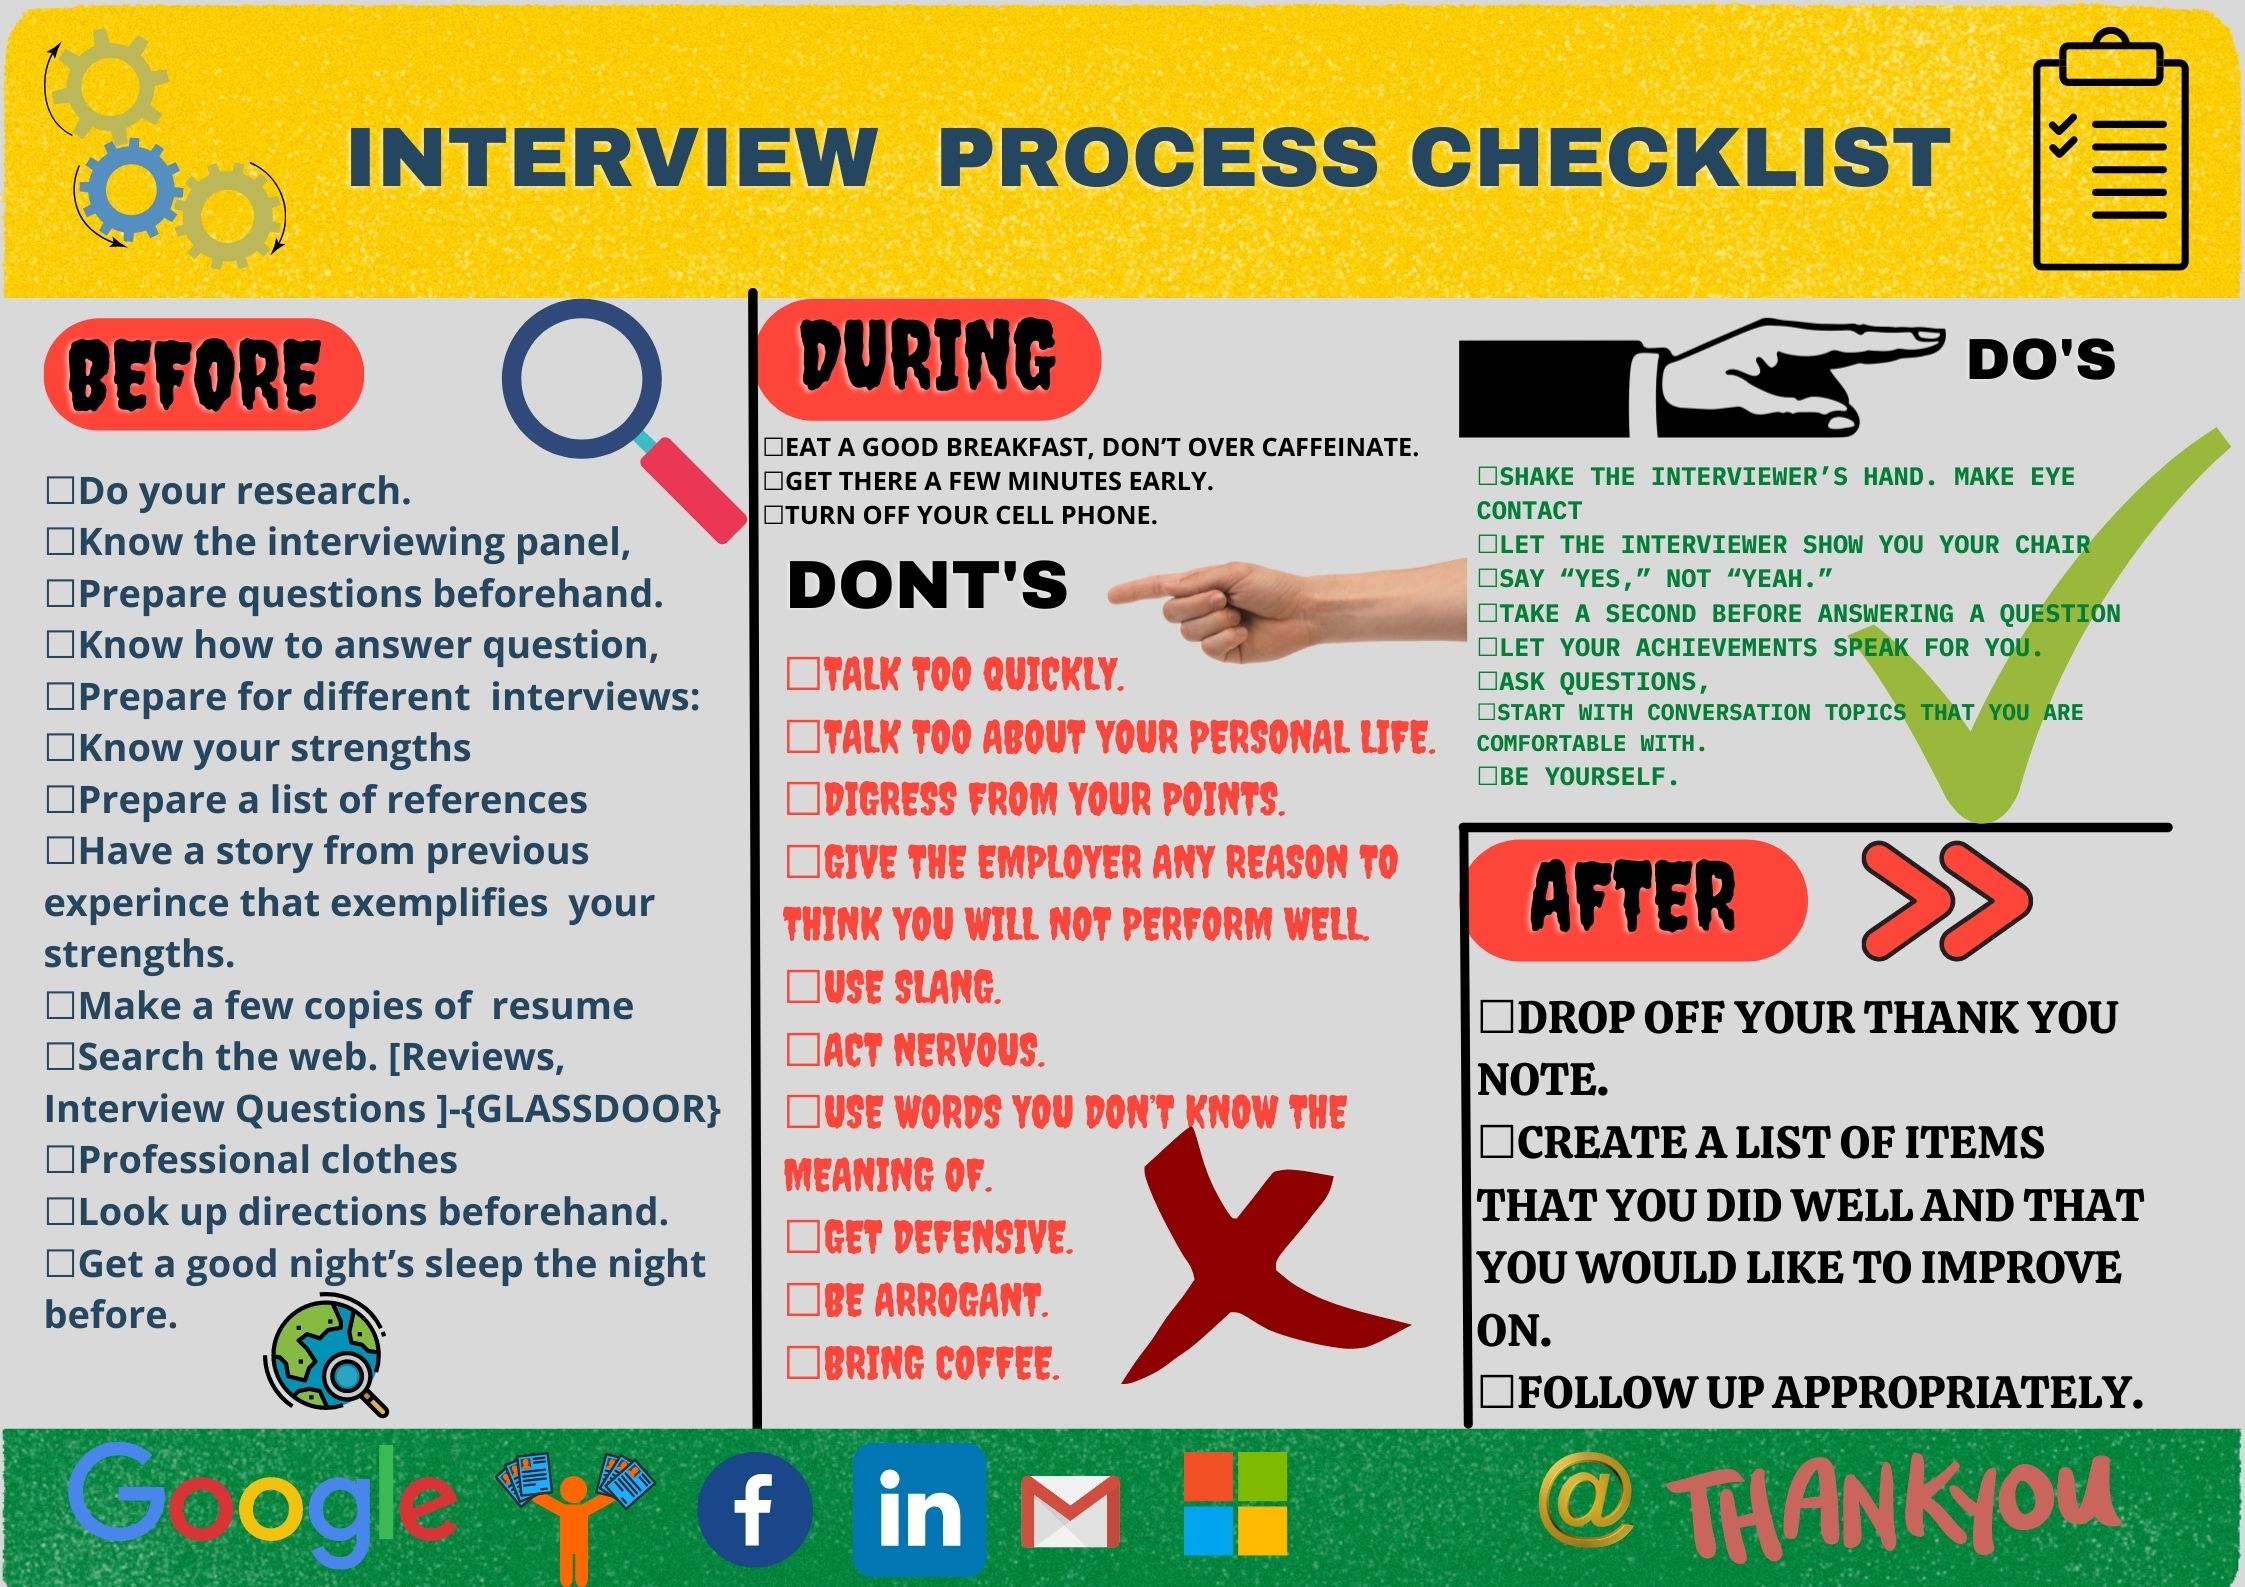 INTERVIEW PROCESS CHECKLIST
BEFORE
☐Do your research.
☐Know the interviewing panel,
☐Prepare questions beforehand.
☐Know how to answer question,
☐Prepare for different interviews:
☐Know your strengths
☐Prepare a list of references
☐Have a story from previous
experince that exemplifies your
strengths.
☐Make a few copies of resume
☐Search the web. [Reviews,
Interview Questions ]-{GLASSDOOR}
☐Professional clothes
☐Look up directions beforehand.
☐Get a good night’s sleep the night
before.
DURING
☐EAT A GOOD BREAKFAST, DON’T OVER CAFFEINATE.
☐GET THERE A FEW MINUTES EARLY.
☐TURN OFF YOUR CELL PHONE.
DONT'S
☐TALK TOO QUICKLY.
☐TALK TOO ABOUT YOUR PERSONAL LIFE.
☐DIGRESS FROM YOUR POINTS.
☐GIVE THE EMPLOYER ANY REASON TO
THINK YOU WILL NOT PERFORM WELL.
☐USE SLANG.
☐ACT NERVOUS.
☐USE WORDS YOU DON’T KNOW THE
MEANING OF.
☐GET DEFENSIVE.
☐BE ARROGANT.
☐BRING COFFEE.
DO'S
☐SHAKE THE INTERVIEWER’S HAND. MAKE EYE
CONTACT
☐LET THE INTERVIEWER SHOW YOU YOUR CHAIR
☐SAY “YES,” NOT “YEAH.”
☐TAKE A SECOND BEFORE ANSWERING A QUESTION
☐LET YOUR ACHIEVEMENTS SPEAK FOR YOU.
☐ASK QUESTIONS,
☐START WITH CONVERSATION TOPICS THAT YOU ARE
COMFORTABLE WITH.
☐BE YOURSELF.
AFTER
☐DROP OFF YOUR THANK YOU
NOTE.
☐CREATE A LIST OF ITEMS
THAT YOU DID WELL AND THAT
YOU WOULD LIKE TO IMPROVE
ON.
☐FOLLOW UP APPROPRIATELY.
Google
f
in
@ THANKYOU